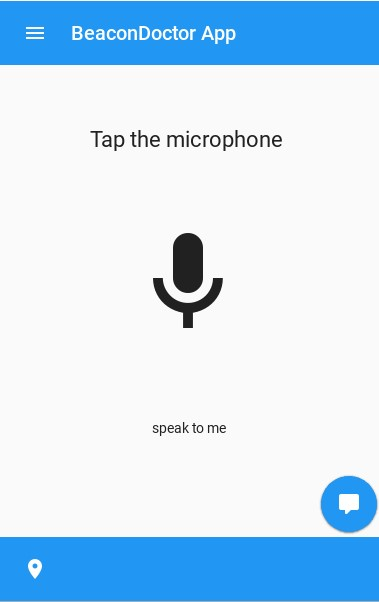 BeaconDoctor App
Tap the microphone
speak to me